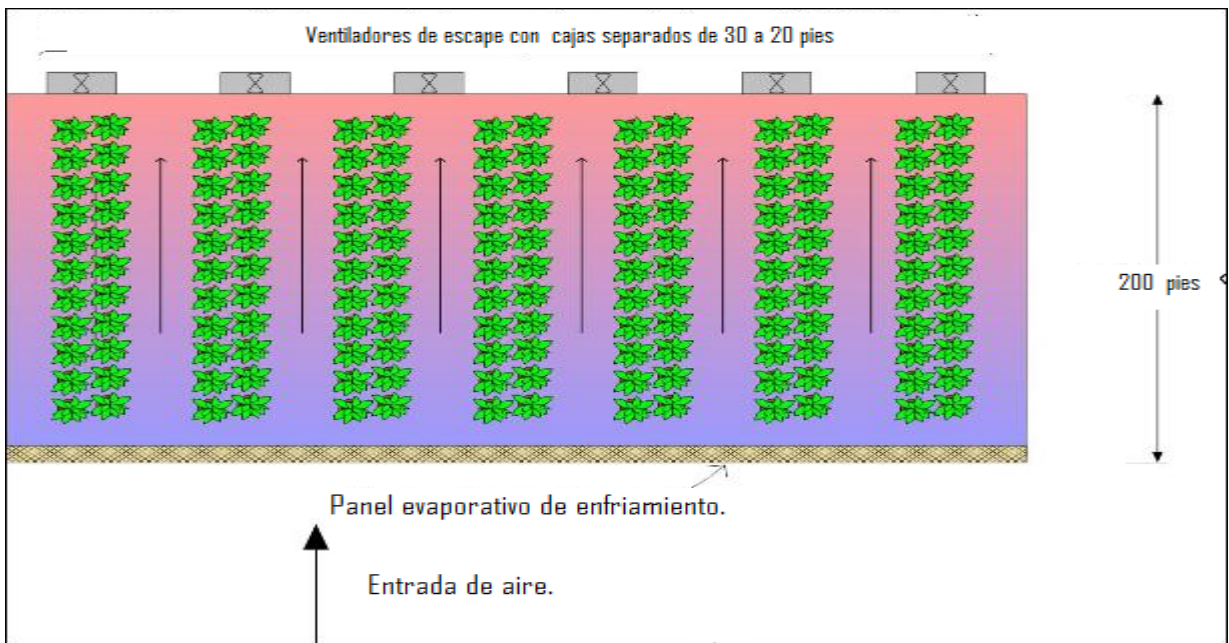 Ventiladores de escape con cajas separados de 30 a 20 pies
200 pies
Panel evaporativo de enfriamiento.
Entrada de aire.